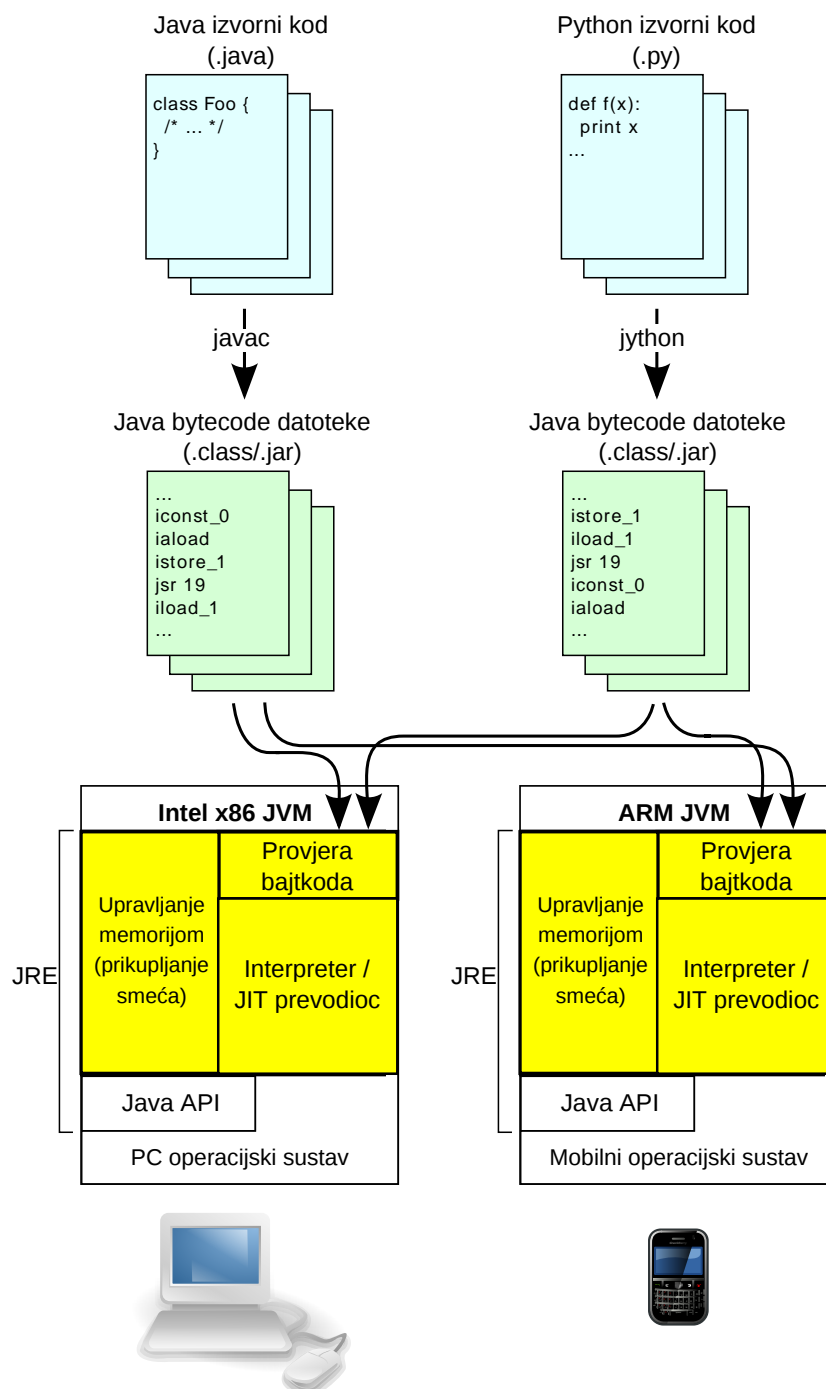 Java izvorni kod
(.java)
class Foo {
/* ... */
}
Python izvorni kod
(.py)
def f(x):
print x
...
javac
jython
Java bytecode datoteke
(.class/.jar)
...
iconst_0
iaload
istore_1
jsr 19
iload_1
...
Java bytecode datoteke
(.class/.jar)
...
istore_1
iload_1
jsr 19
iconst_0
iaload
...
Intel x86 JVM
Provjera
bajtkoda
Upravljanje
memorijom
(prikupljanje
smeća)
Interpreter /
JIT prevodioc
JRE
Java API
PC operacijski sustav
ARM JVM
Provjera
bajtkoda
Upravljanje
memorijom
(prikupljanje
smeća)
Interpreter /
JIT prevodioc
JRE
Java API
Mobilni operacijski sustav